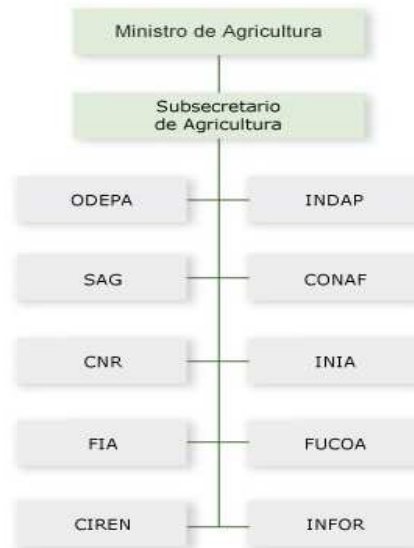 Ministro de Agricultura
Subsecretario
de Agricultura
ODEPA
INDAP
SAG
CONAF
CNR
INIA
FIA
FUCOA
CIREN
INFOR